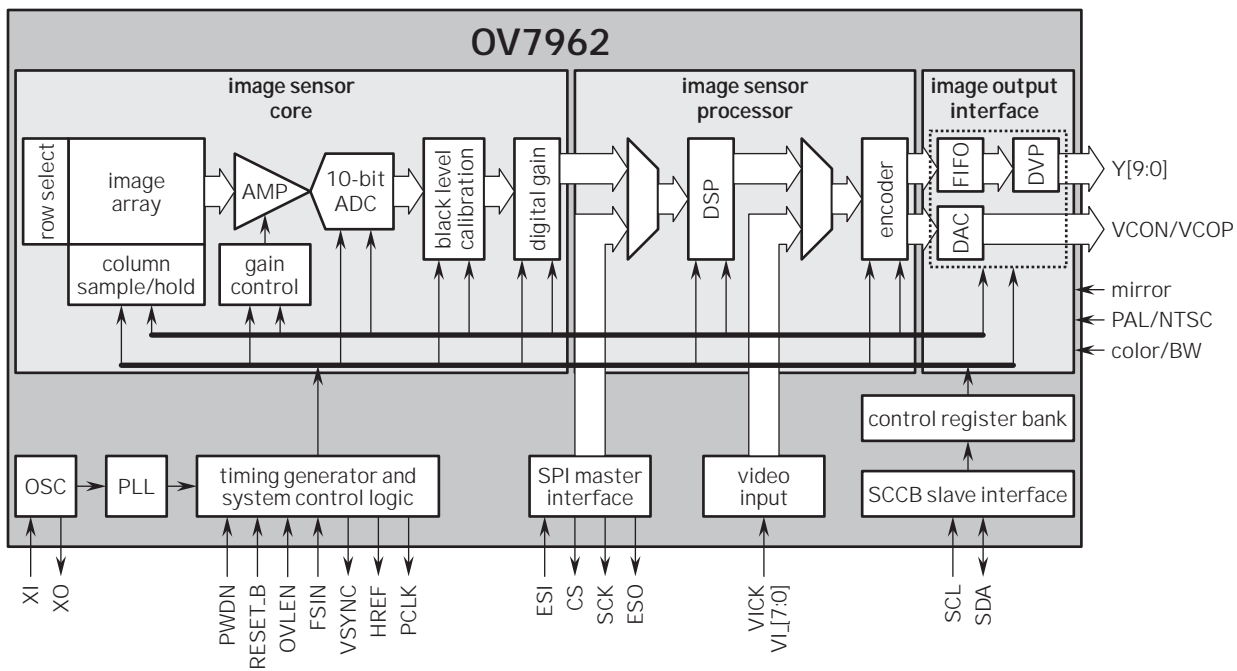 OV7962
image sensor
core
image sensor
processor
image output
interface
row select
image
array
AMP
10-bit
ADC
black level
calibration
digital gain
DSP
encoder
FIFO
DVP
Y[9:0]
DAC
VCON/VCOP
column
sample/hold
gain
control
mirror
PAL/NTSC
color/BW
control register bank
OSC
PLL
timing generator and
system control logic
SPI master
interface
video
input
SCCB slave interface
XI
XO
PWDN
RESET_B
OVLEN
FSIN
VSYNC
HREF
PCLK
ESI
CS
SCK
ESO
VICK
VI_[7:0]
SCL
SDA